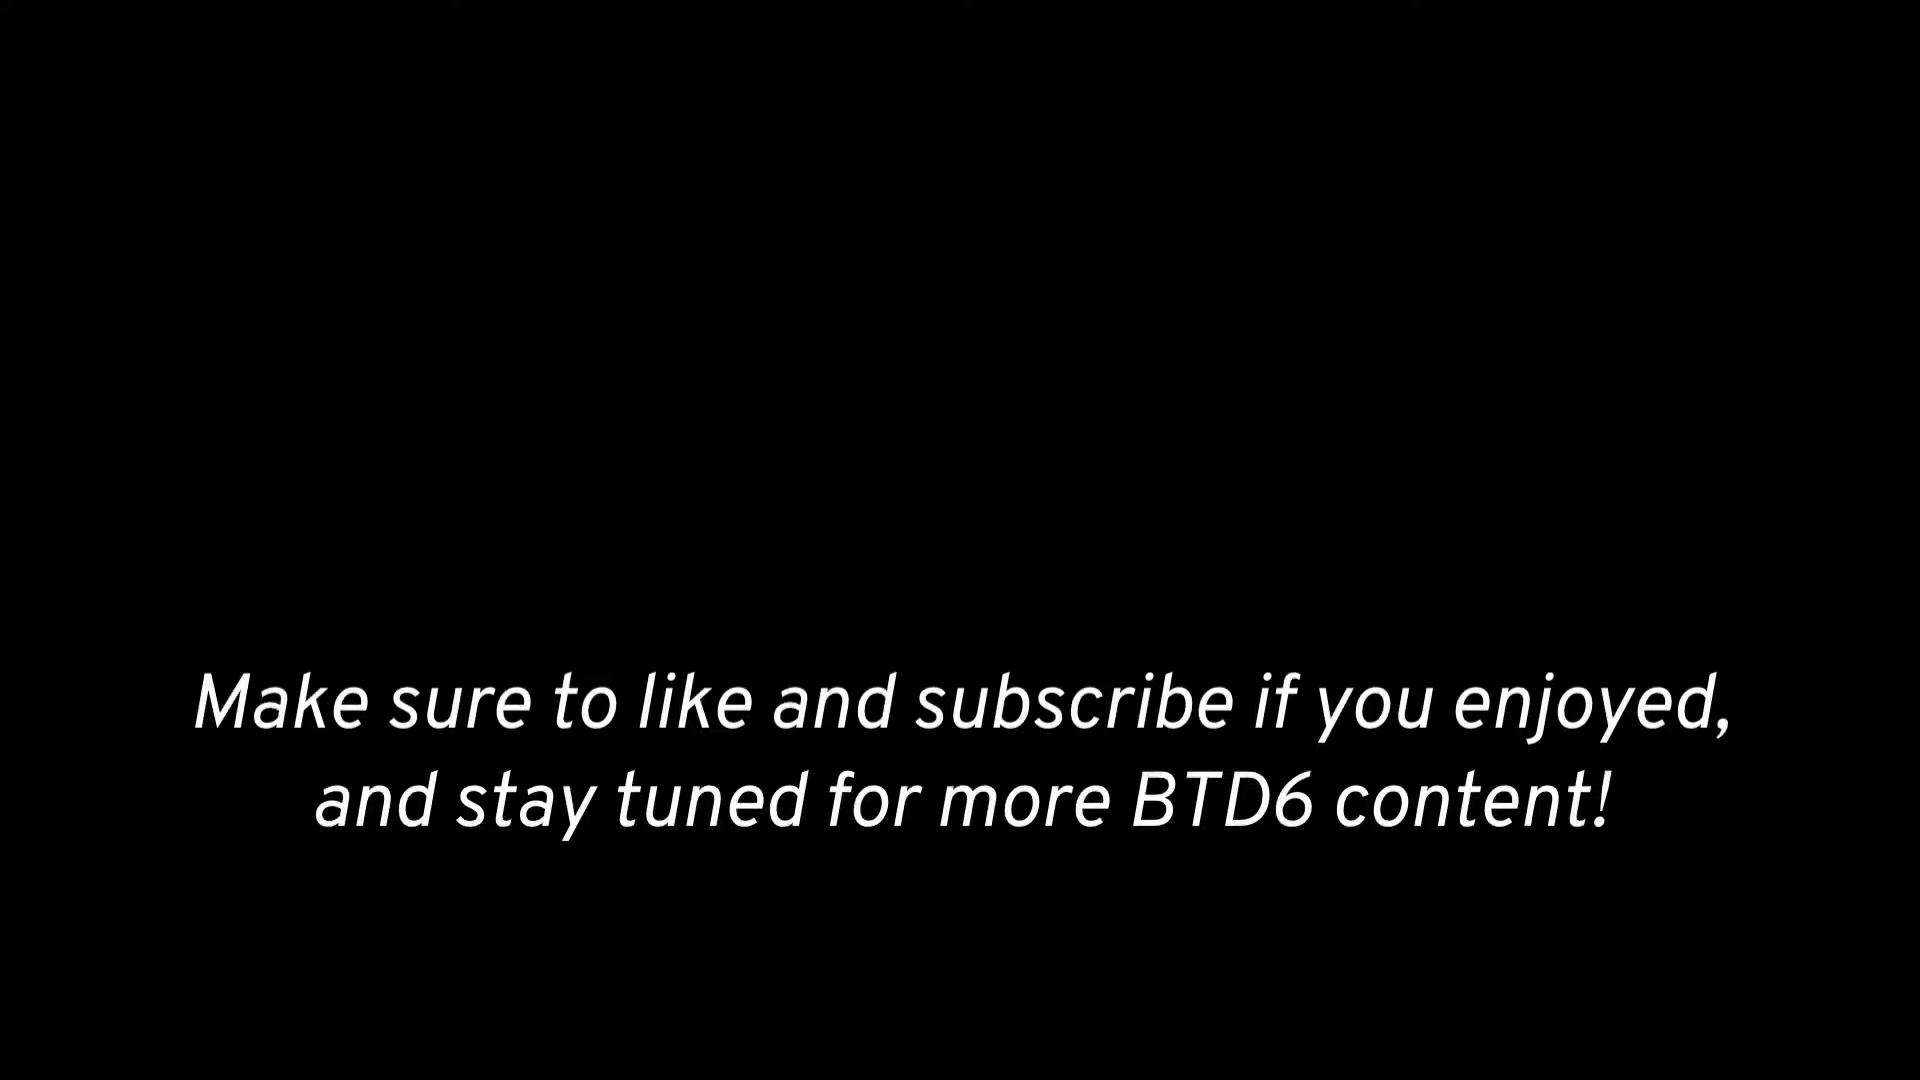 Make sure to like and subscribe if you enjoyed,
and stay tuned for more BTD6 content!